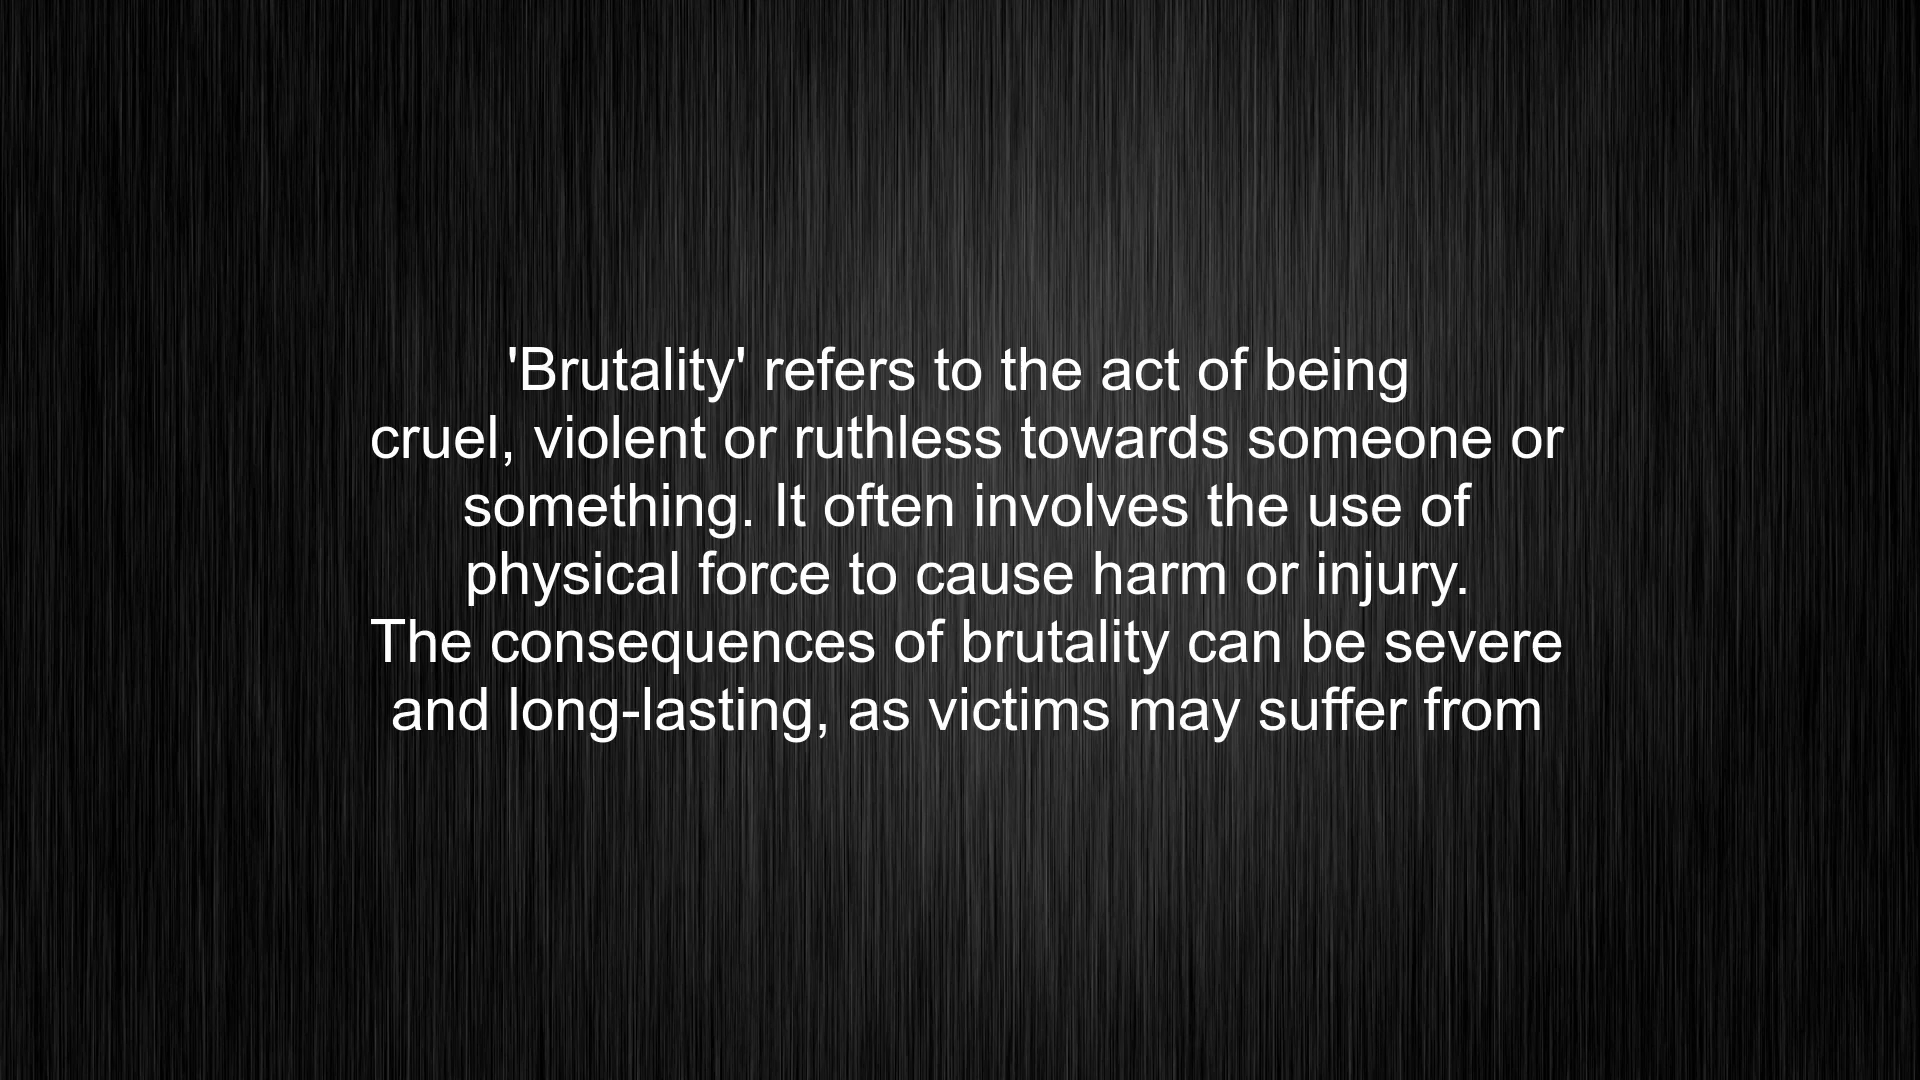 'Brutality' refers to the act of being
cruel, violent or ruthless towards someone or
something. It often involves the use of
physical force to cause harm or injury.
The consequences of brutality can be severe
and long-lasting, as victims may suffer from